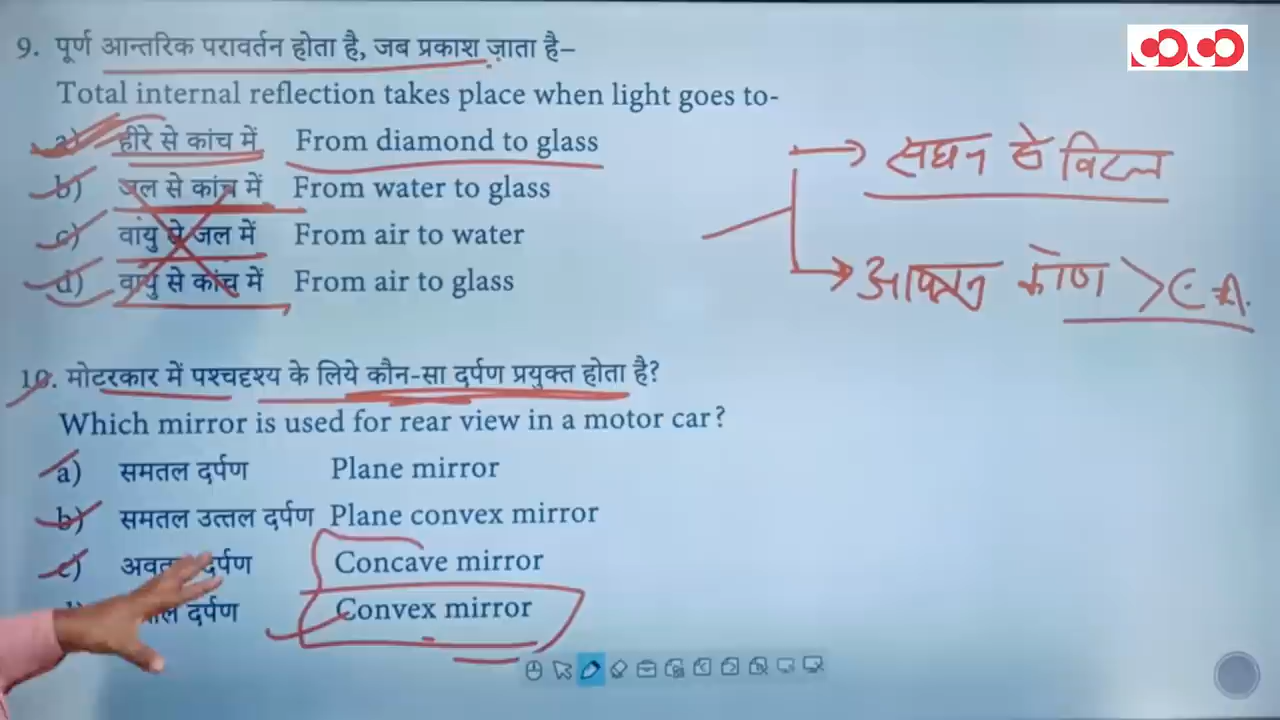 9. पूर्ण आन्तरिक परावर्तन होता है, जब प्रकाश जाता है–
Total internal reflection takes place when light goes to-
a) हीरे से कांच में From diamond to glass
b) जल से कांच में From water to glass
c) वायु से जल में From air to water
d) वायु से कांच में From air to glass
सघन से विरल
कोण >
10. मोटरकार में पश्चदृश्य के लिये कौन-सा दर्पण प्रयुक्त होता है?
Which mirror is used for rear view in a motor car?
a) समतल दर्पण Plane mirror
b) समतल उत्तल दर्पण Plane convex mirror
c) दर्पण Concave mirror
दर्पण Convex mirror